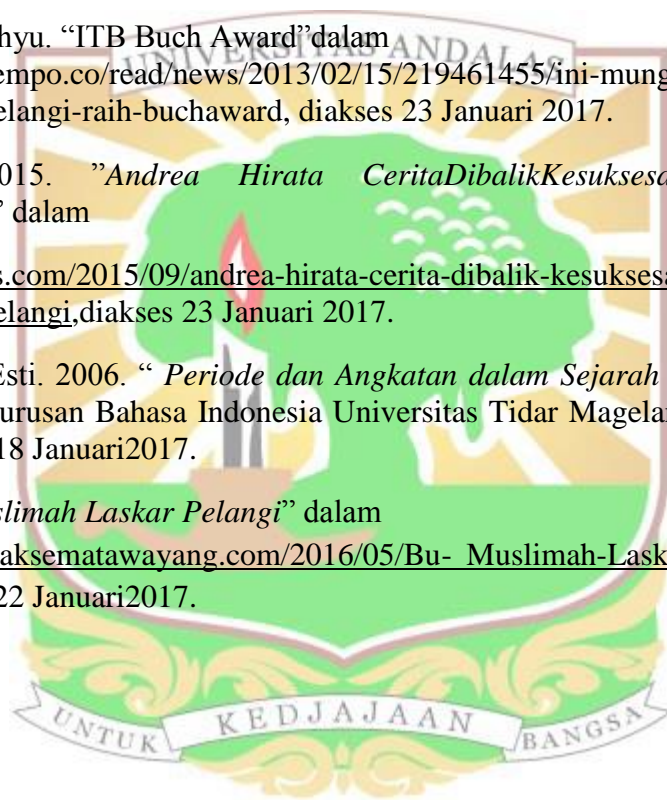 hyu. “ITB Buch Award”dalam
UNIVERSITAS ANDALAS
empo.co/read/news/2013/02/15/219461455/ini-mung
elangi-raih-buchaward, diakses 23 Januari 2017.
015. ”Andrea Hirata CeritaDibalikKesuksesa
” dalam
s.com/2015/09/andrea-hirata-cerita-dibalik-kesuksesa
elangi,diakses 23 Januari 2017.
Esti. 2006. “ Periode dan Angkatan dalam Sejarah
urusan Bahasa Indonesia Universitas Tidar Magelan
18 Januari2017.
slimah Laskar Pelangi” dalam
aksematawayang.com/2016/05/Bu- Muslimah-Lask
22 Januari2017.
UNTUK KEDJAJAAN BANGSA